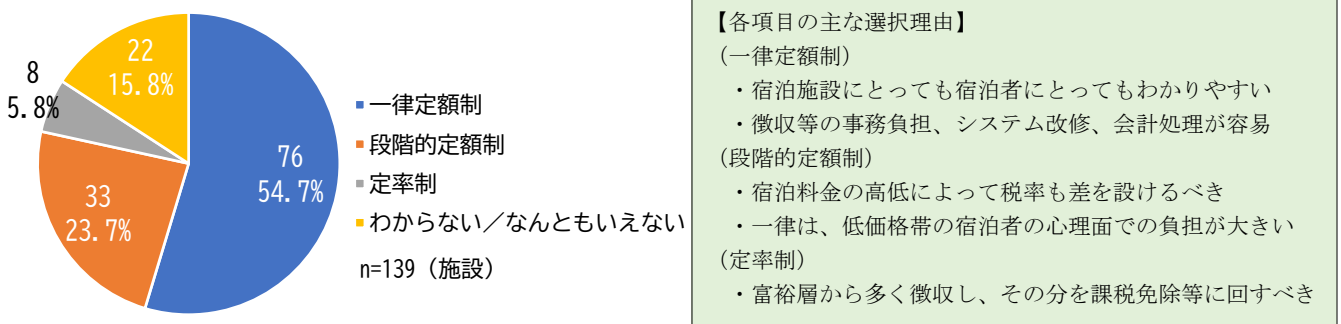 22
15.8%
8
5.8%
33
23.7%
76
54.7%
一律定額制
段階的定額制
定率制
わからない／なんともいえない
n=139（施設）
【各項目の主な選択理由】
（一律定額制）
・宿泊施設にとっても宿泊者にとってもわかりやすい
・徴収等の事務負担、システム改修、会計処理が容易
（段階的定額制）
・宿泊料金の高低によって税率も差を設けるべき
・一律は、低価格帯の宿泊者の心理面での負担が大きい
（定率制）
・富裕層から多く徴収し、その分を課税免除等に回すべき